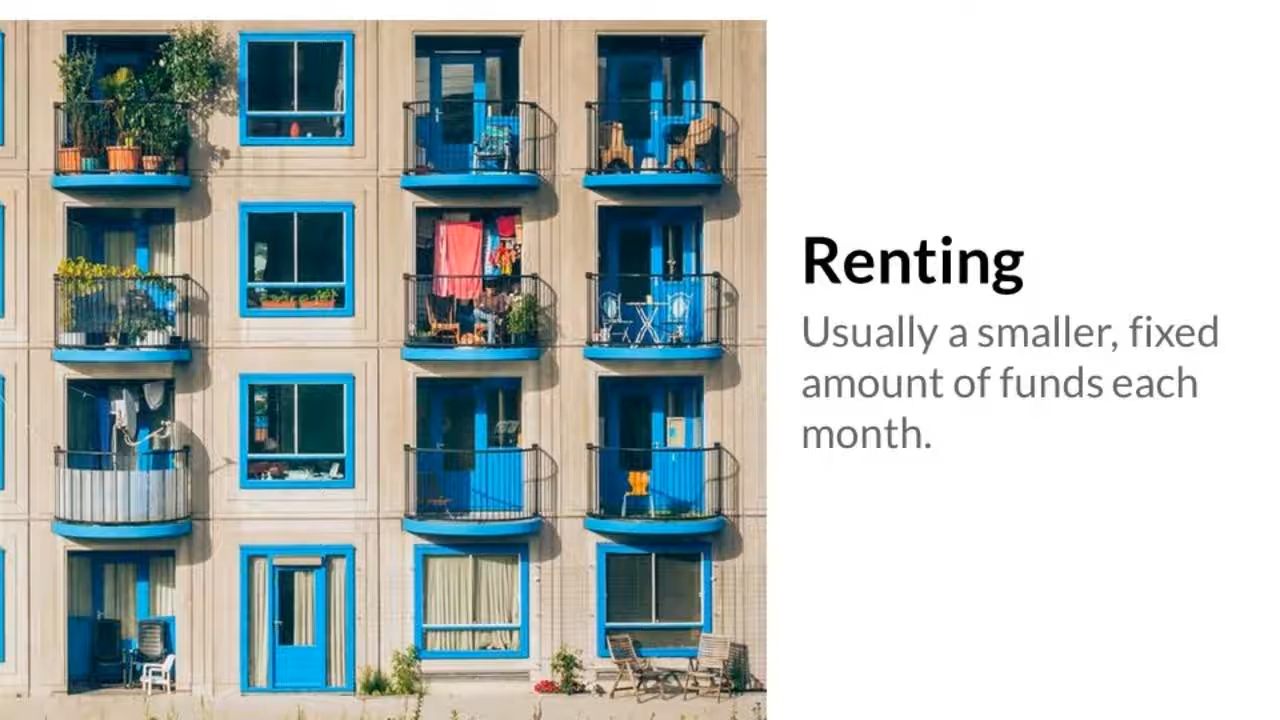 Renting
Usually a smaller, fixed
amount of funds each
month.